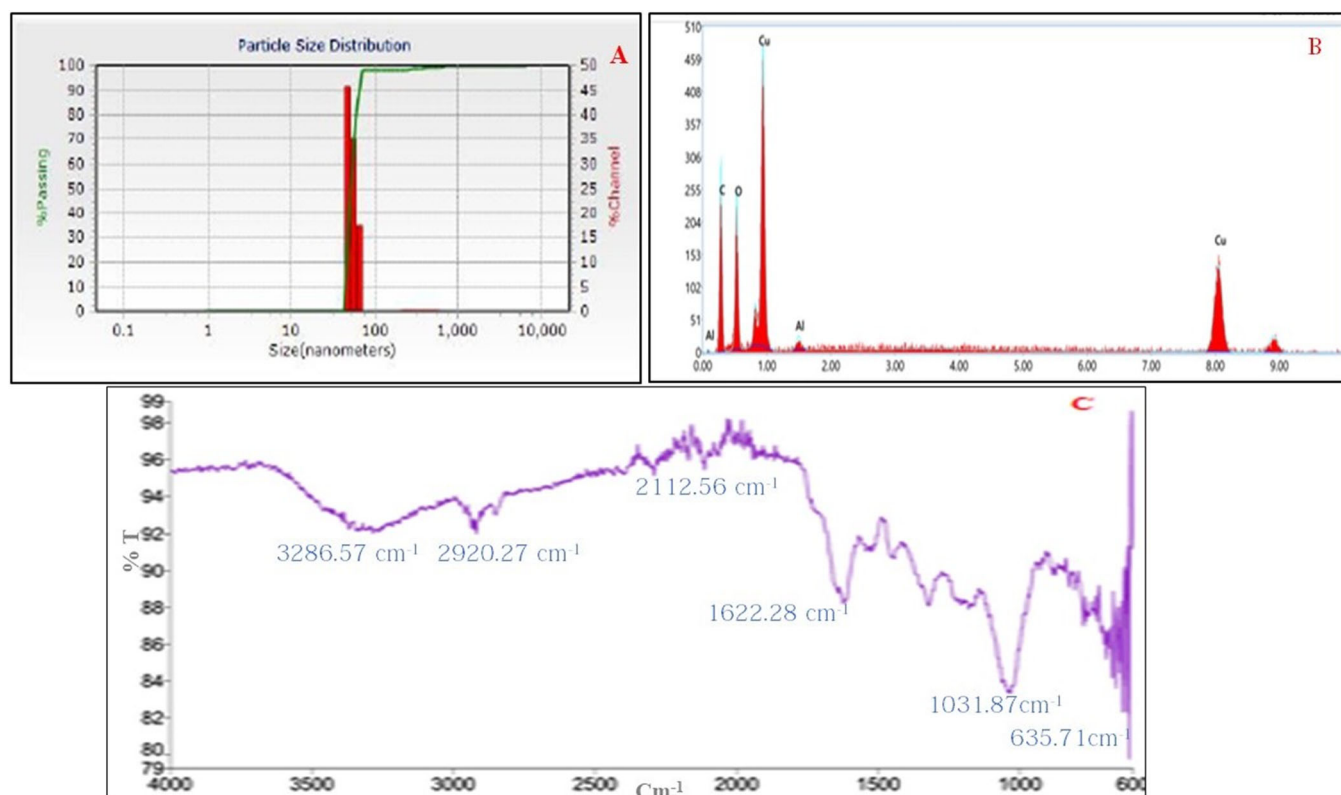 Particle Size Distribution
A
%Passing
100
90
80
70
60
50
40
30
20
10
0
50
45
40
35
30
25
20
15
10
5
0
%Channel
0.1 1 10 100 1,000 10,000
Size(nanometers)
B
510
459
408
357
306
255
204
153
102
51
Cu
C O
Cu
Al
Al
0.00 1.00 2.00 3.00 4.00 5.00 6.00 7.00 8.00 9.00
C
99
98
96
94
92
90
88
86
84
82
80
79
% T
2112.56 cm-1
3286.57 cm-1 2920.27 cm-1
1622.28 cm-1
1031.87cm-1
635.71cm-1
4000 3500 3000 2500 2000 1500 1000 600
Cm-1